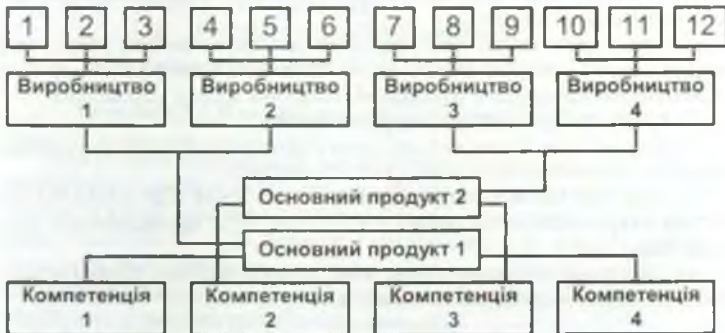 1 2 3 4 5 6 7 8 9 10 11 12
Виробництво 1
Виробництво 2
Виробництво 3
Виробництво 4
Основний продукт 2
Основний продукт 1
Компетенція 1
Компетенція 2
Компетенція 3
Компетенція 4